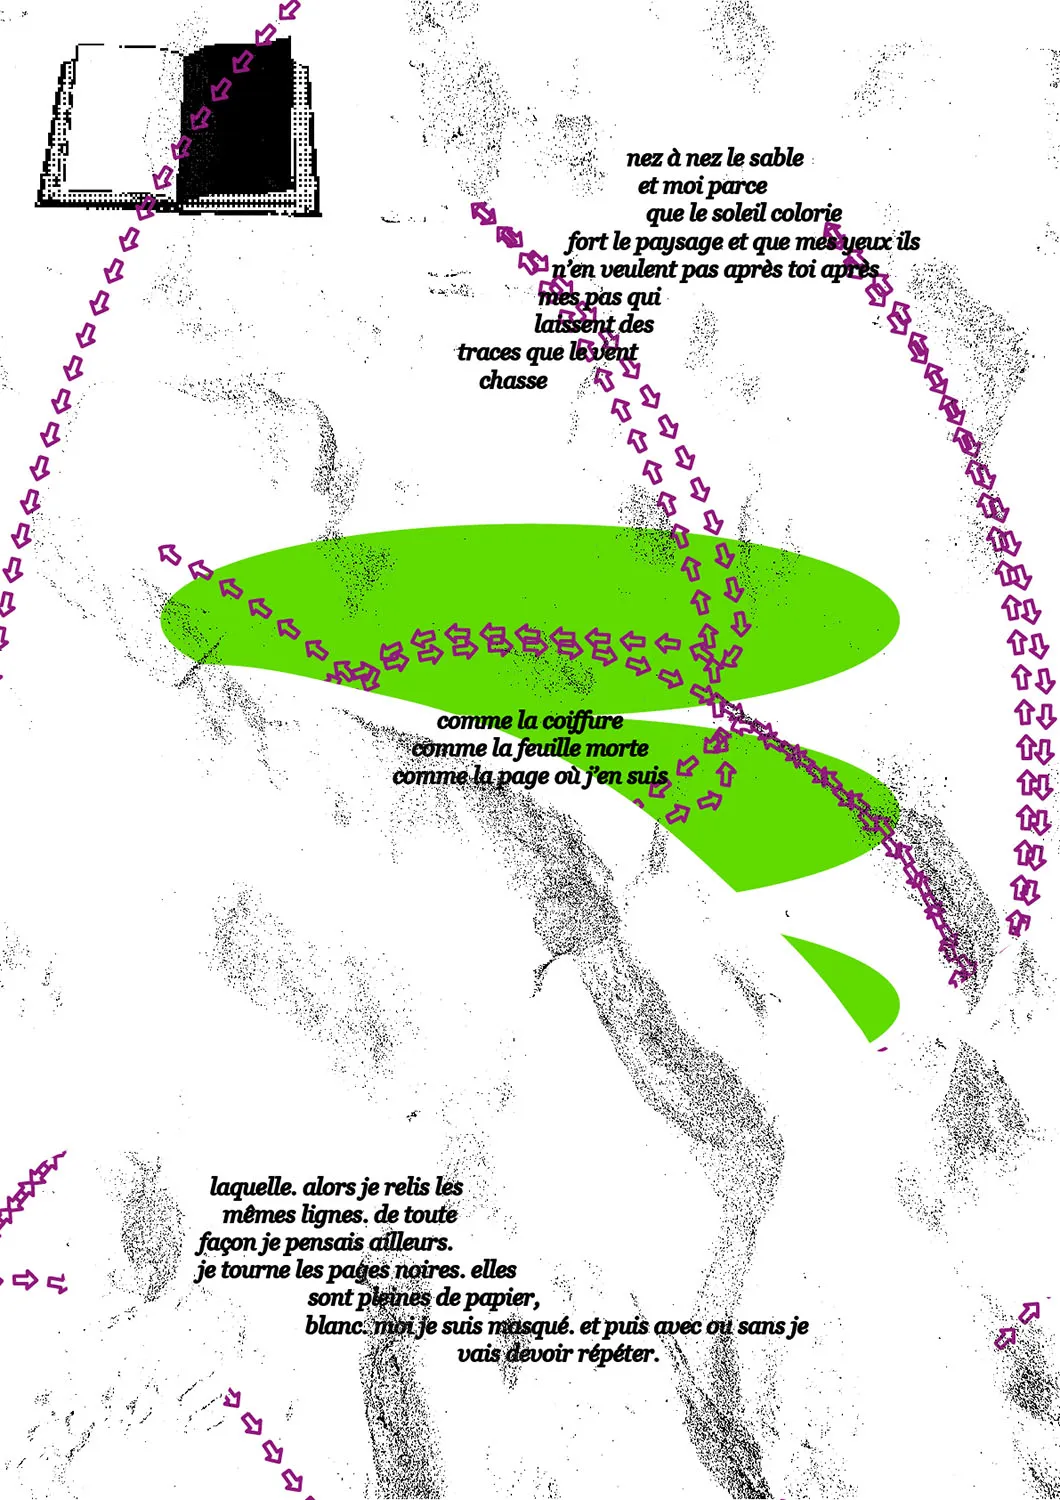 nez à nez le sable
et moi parce
que le soleil colorie
fort le paysage et que mes yeux ils
n'en veulent pas après toi après
mes pas qui
laissent des
traces que le vent
chasse
comme la coiffure
comme la feuille morte
comme la page où j'en suis
laquelle. alors je relis les
mêmes lignes. de toute
façon je pensais ailleurs.
je tourne les pages noires. elles
sont pleines de papier,
blanc. moi je suis masqué. et puis avec ou sans je
vais devoir répéter.